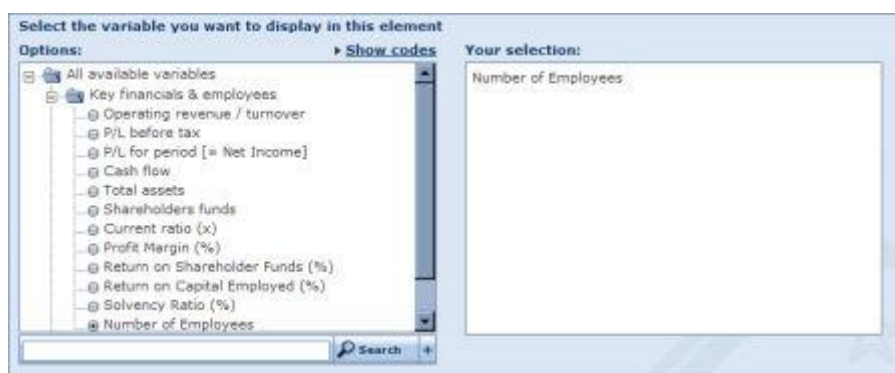 Select the variable you want to display in this element
Options:
Show codes
All available variables
Key financials & employees
Operating revenue / turnover
P/L before tax
P/L for period [= Net Income]
Cash flow
Total assets
Shareholders funds
Current ratio (x)
Profit Margin (%)
Return on Shareholder Funds (%)
Return on Capital Employed (%)
Solvency Ratio (%)
Number of Employees
Search +
Your selection:
Number of Employees